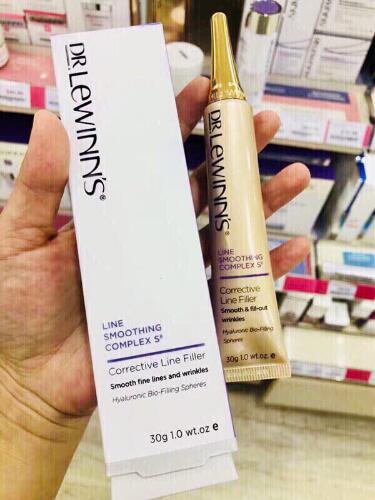 DR.LEWINN'S®
LINE
SMOOTHING
COMPLEX S8
Corrective Line Filler
Smooth fine lines and wrinkles
Hyaluronic Bio-Filling Spheres
30g 1.0 wt.oz e
DR.LEWINN'S®
LINE
SMOOTHING
COMPLEX S8
Corrective
Line Filler
Smooth & fill-out
wrinkles
Hyaluronic Bio-Filling
Spheres
30g 1.0 wt.oz. e